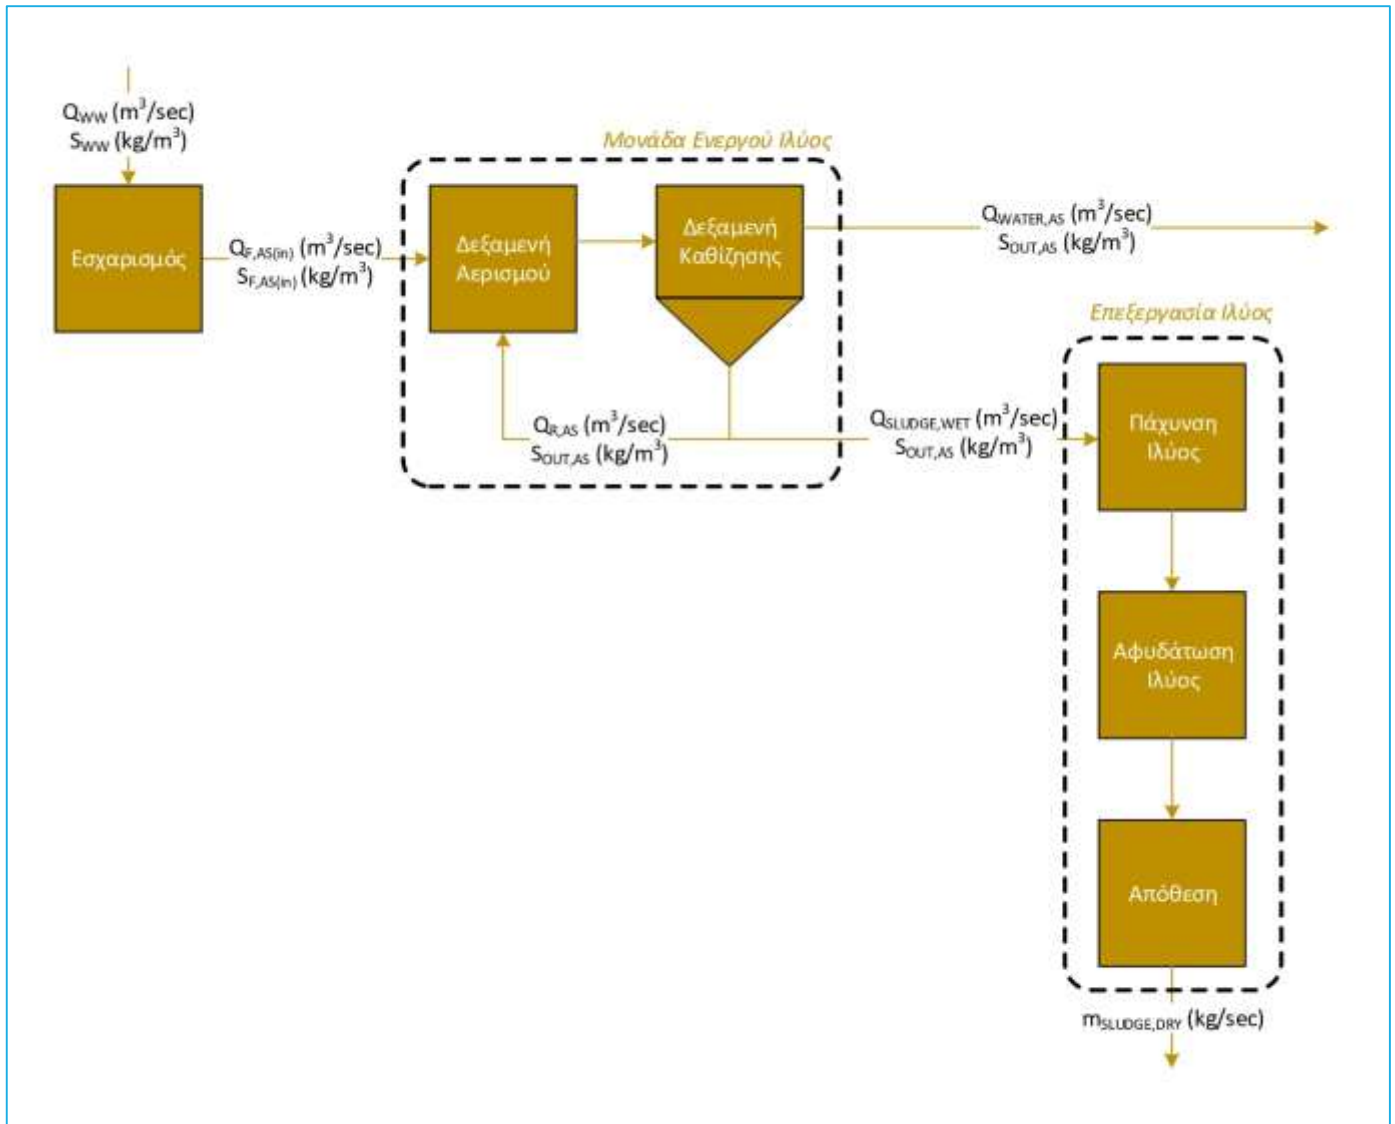 Q_WW (m³/sec)
S_WW (kg/m³)
Μονάδα Ενεργού Ιλύος
Εσχαρισμός
Q_F,AS(in) (m³/sec)
S_F,AS(in) (kg/m³)
Δεξαμενή
Αερισμού
Δεξαμενή
Καθίζησης
Q_WATER,AS (m³/sec)
S_OUT,AS (kg/m³)
Επεξεργασία Ιλύος
Q_R,AS (m³/sec)
S_OUT,AS (kg/m³)
Q_SLUDGE,WET (m³/sec)
S_OUT,AS (kg/m³)
Πάχυνση
Ιλύος
Αφυδάτωση
Ιλύος
Απόθεση
m_SLUDGE,DRY (kg/sec)